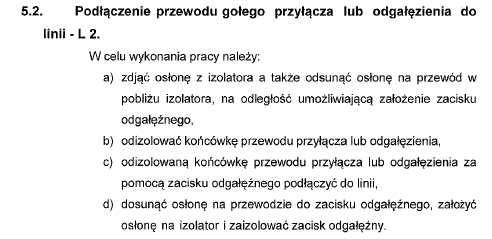 5.2. Podłączenie przewodu gołego przyłącza lub odgałęzienia do
linii - L 2.
W celu wykonania pracy należy:
a) zdjąć osłonę z izolatora a także odsunąć osłonę na przewód w
pobliżu izolatora, na odległość umożliwiającą założenie zacisku
odgałęźnego,
b) odizolować końcówkę przewodu przyłącza lub odgałęzienia,
c) odizolowaną końcówkę przewodu przyłącza lub odgałęzienia za
pomocą zacisku odgałęźnego podłączyć do linii,
d) dosunąć osłonę na przewodzie do zacisku odgałęźnego, założyć
osłonę na izolator i zaizolować zacisk odgałęźny.